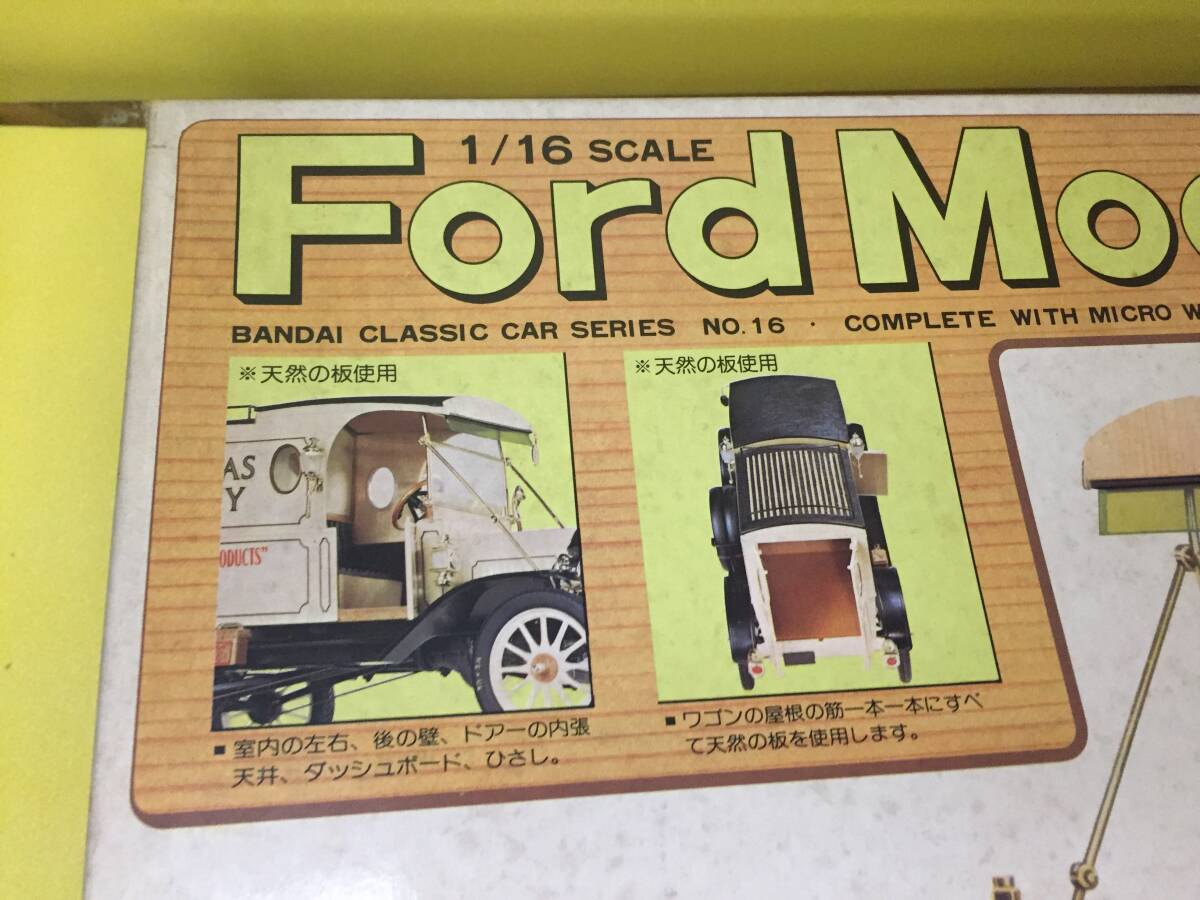 1/16 SCALE
Ford Mo
BANDAI CLASSIC CAR SERIES NO.16 · COMPLETE WITH MICRO W
※天然の板使用
AS
Y
ODUCTS"
■ 室内の左右、後の壁、ドアーの内張
天井、ダッシュボード、ひさし。
※天然の板使用
■ ワゴンの屋根の筋一本一本にすべ
て天然の板を使用します。